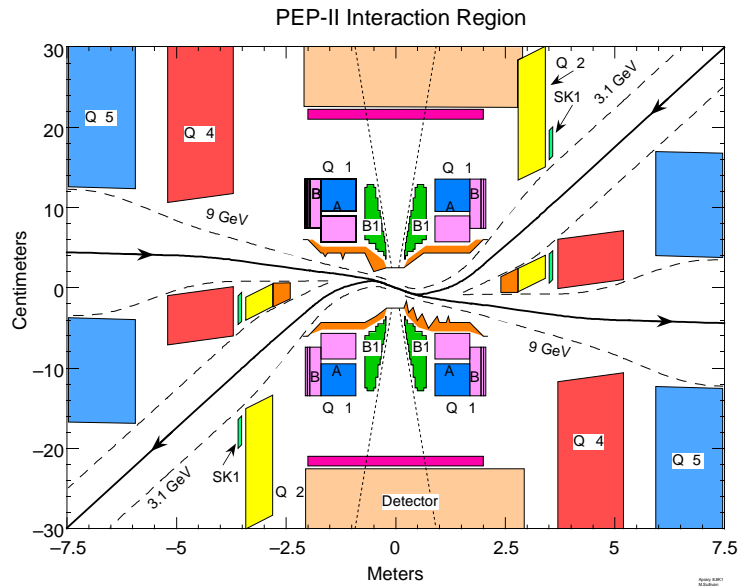 PEP-II Interaction Region
30
20
10
0
−10
−20
−30
Centimeters
Q 5
Q 4
Q 2
SK1
3.1 GeV
9 GeV
Q 1
Q 1
B
A
B1
B1
A
B
B
A
B1
B1
A
B
Q 1
Q 1
9 GeV
SK1
Q 2
3.1 GeV
Detector
Q 4
Q 5
−7.5
−5
−2.5
0
2.5
5
7.5
Meters
M.Sullivan